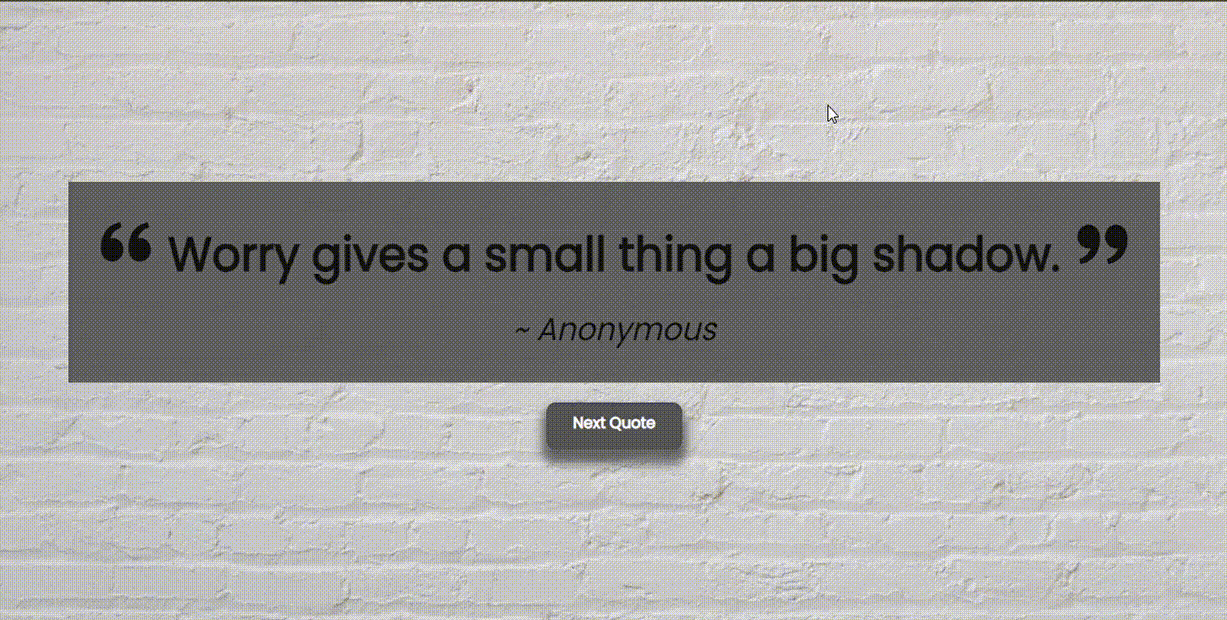 “ Worry gives a small thing a big shadow. ”
~ Anonymous
Next Quote